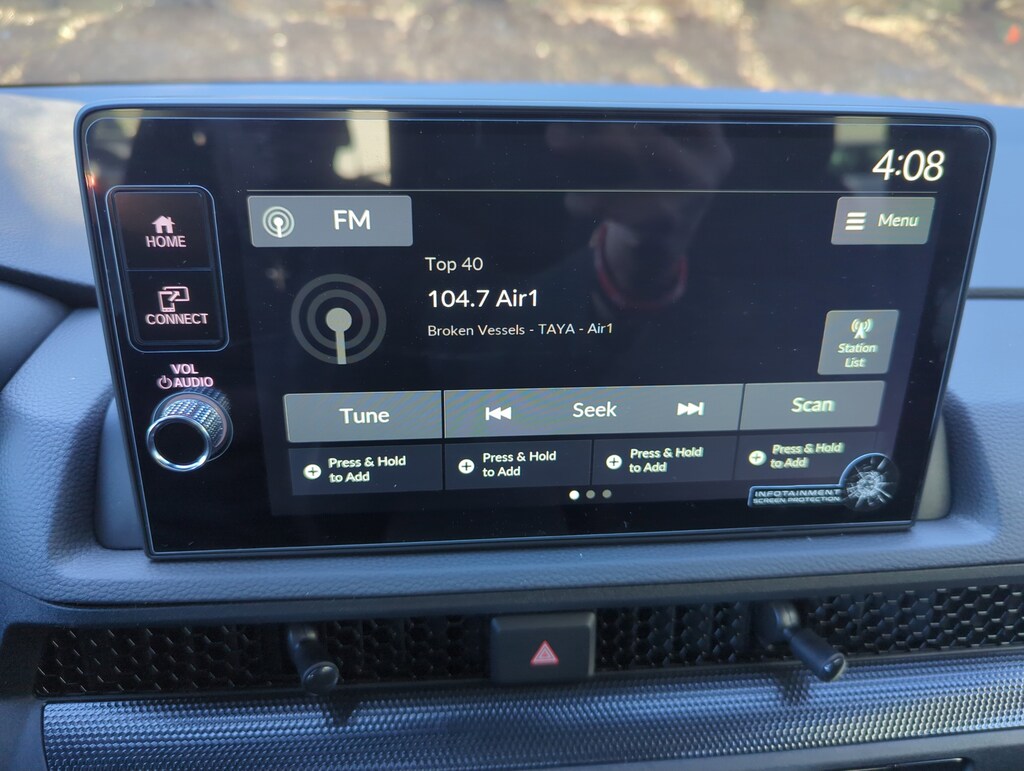 4:08
HOME
CONNECT
VOL
AUDIO
FM
Menu
Top 40
104.7 Air1
Broken Vessels - TAYA - Air1
Station
List
Tune
Seek
Scan
Press & Hold
to Add
Press & Hold
to Add
Press & Hold
to Add
Press & Hold
to Add
INFOTAINMENT
SCREEN PROTECTION